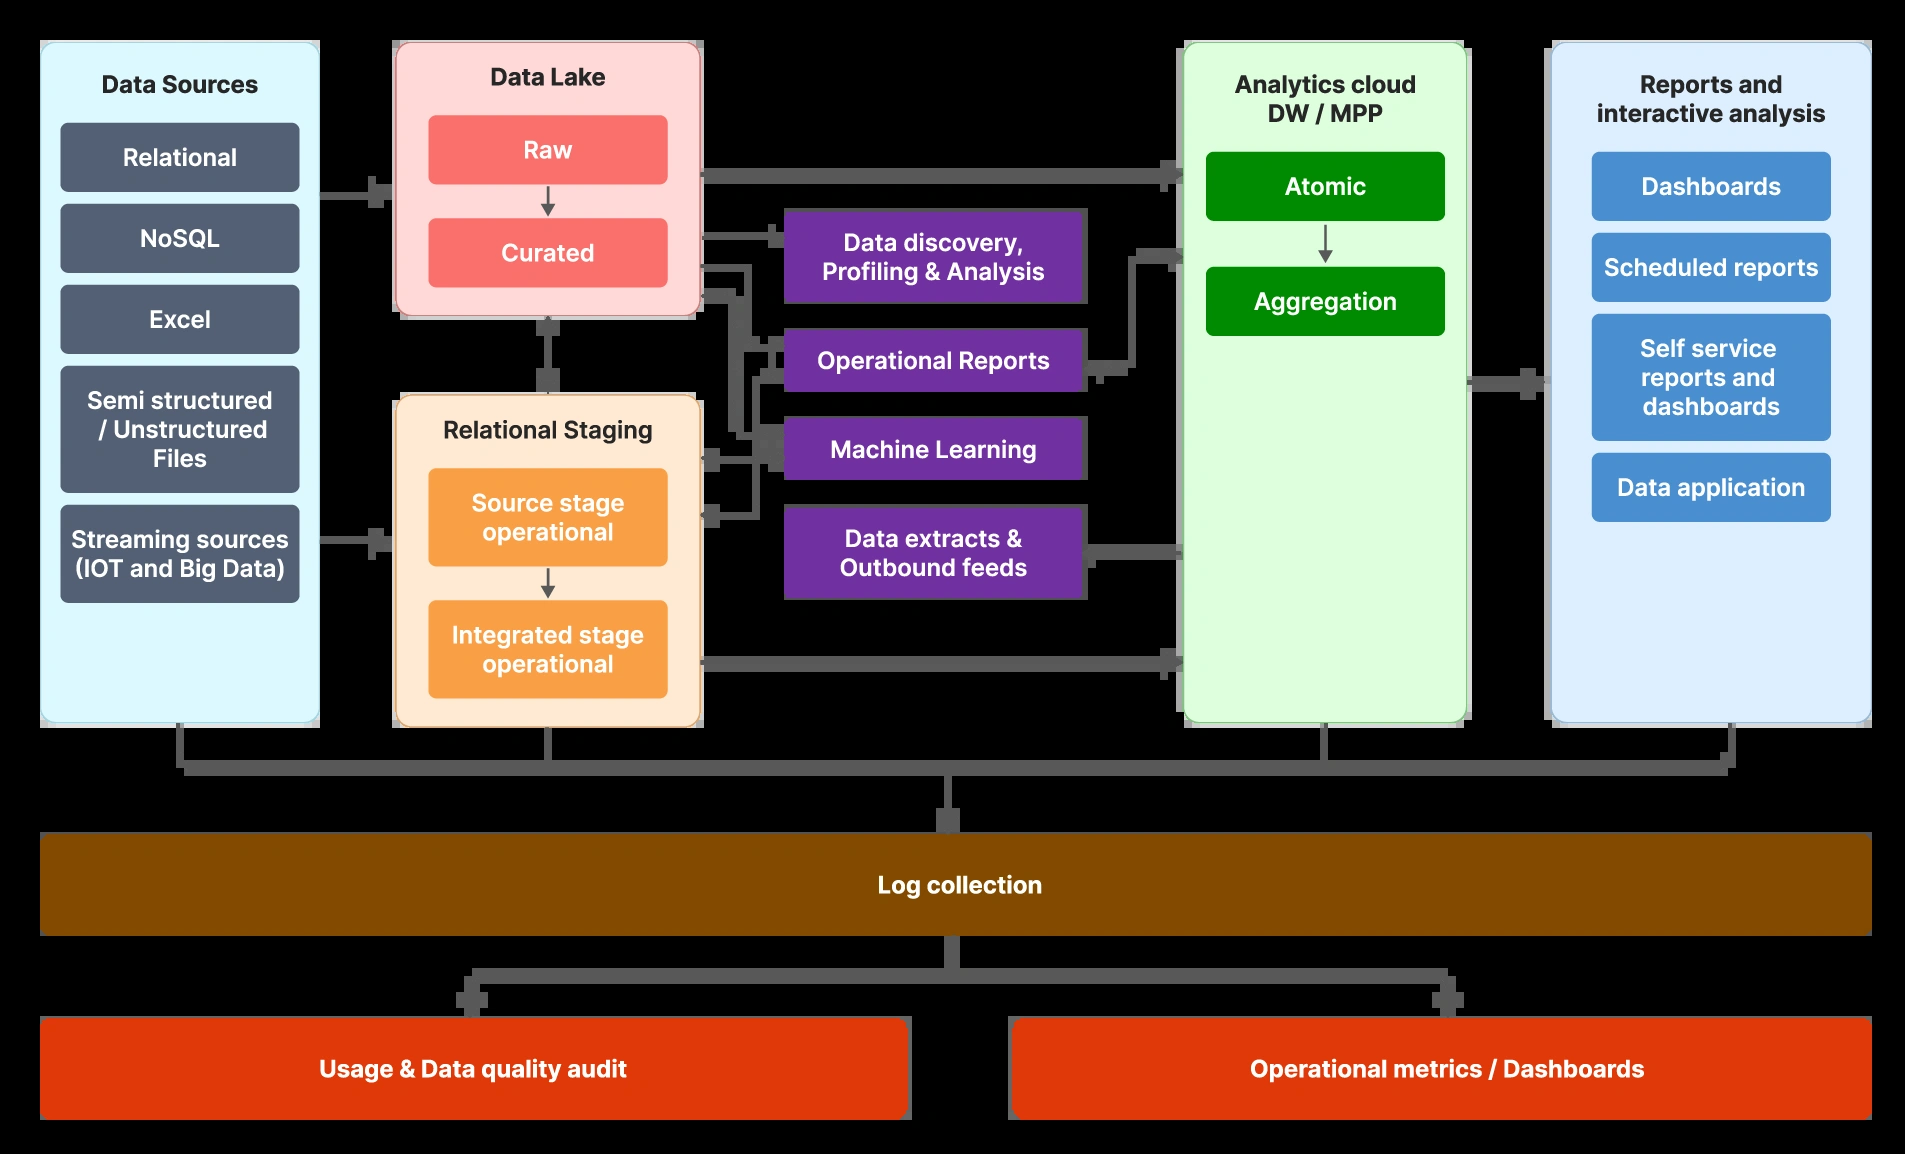 Data Sources
Relational
NoSQL
Excel
Semi structured
/ Unstructured
Files
Streaming sources
(IOT and Big Data)
Data Lake
Raw
Curated
Relational Staging
Source stage
operational
Integrated stage
operational
Data discovery,
Profiling & Analysis
Operational Reports
Machine Learning
Data extracts &
Outbound feeds
Analytics cloud
DW / MPP
Atomic
Aggregation
Reports and
interactive analysis
Dashboards
Scheduled reports
Self service
reports and
dashboards
Data application
Log collection
Usage & Data quality audit
Operational metrics / Dashboards